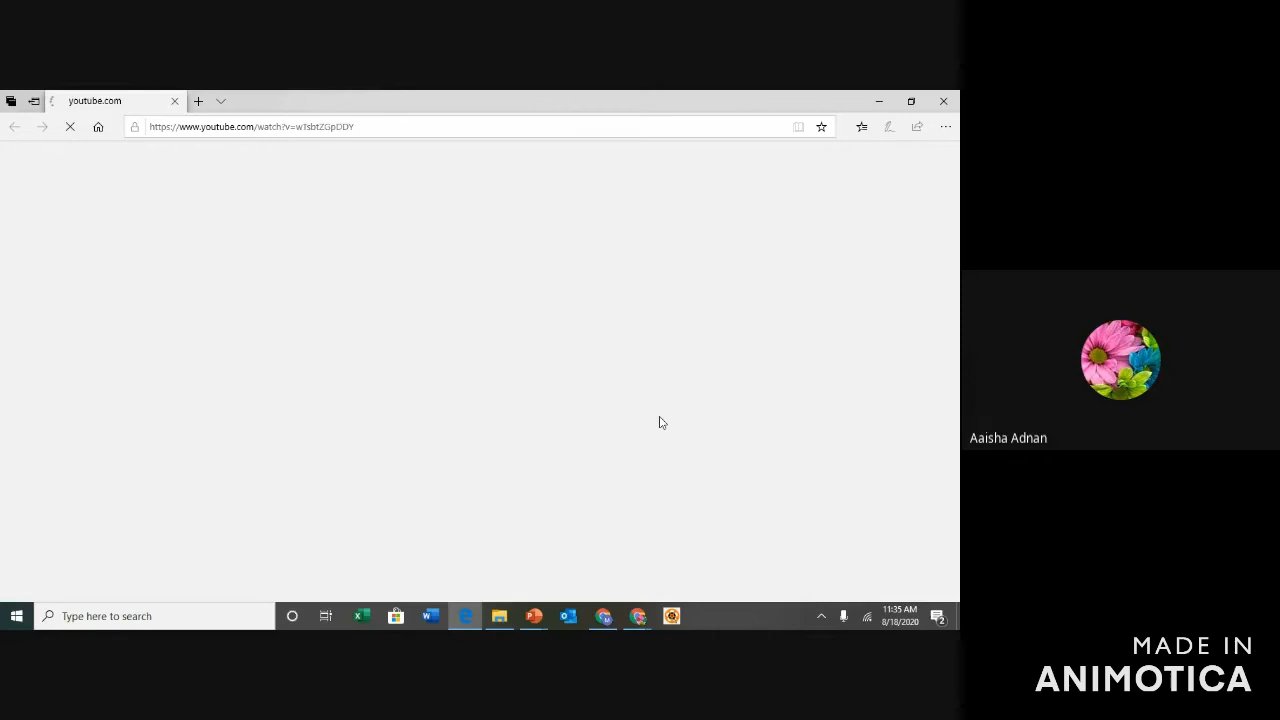 youtube.com
https://www.youtube.com/watch?v=wTsbtZGpDDY
Aaisha Adnan
Type here to search
11:35 AM
8/18/2020
2
MADE IN
ANIMOTICA